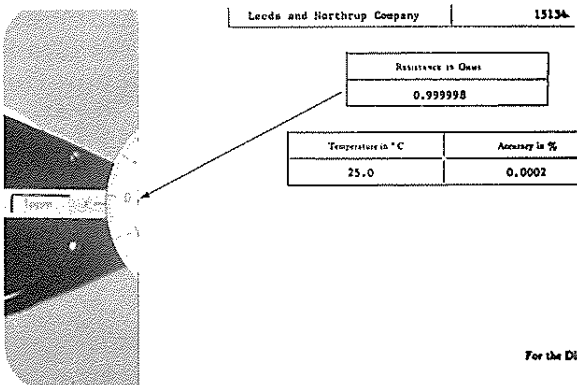 Leeds and Northrup Company 15134
Resistance in Ohms
0.999998
Temperature in °C Accuracy in %
25.0 0.0002
0
For the Di